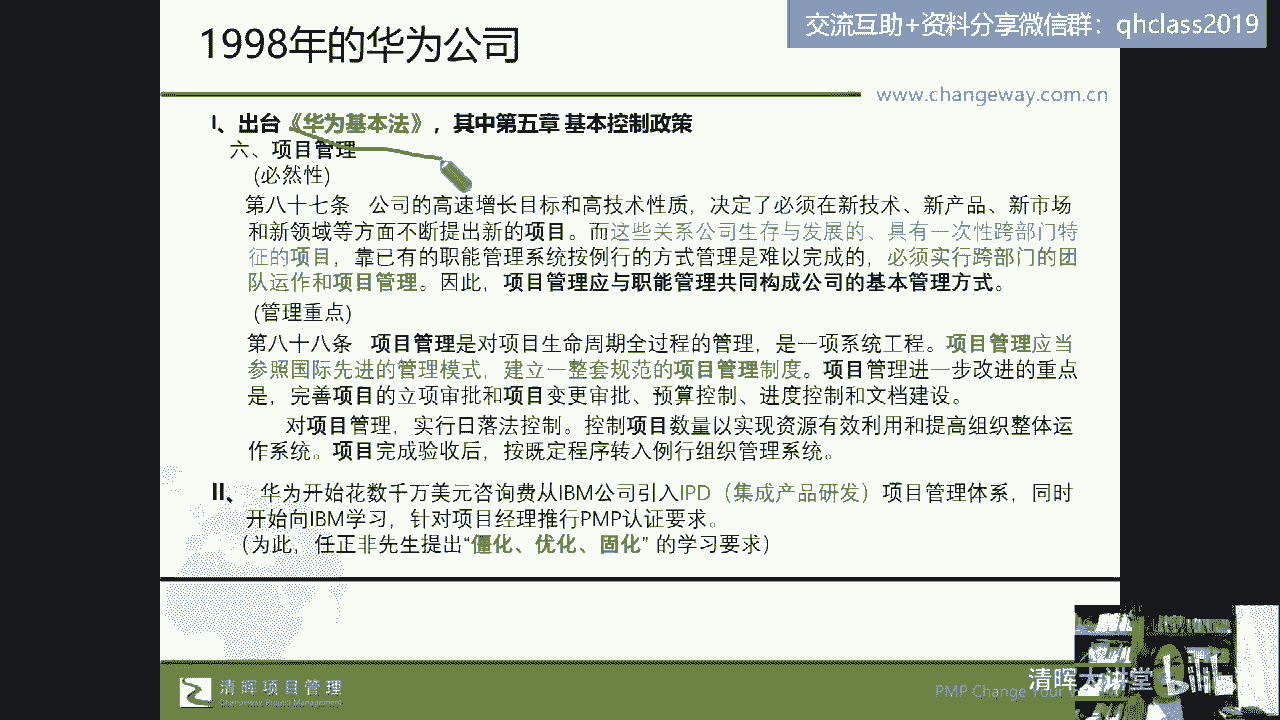 1998年的华为公司
交流互助+资料分享微信群：qhclass2019
www.changeway.com.cn
I、出台《华为基本法》，其中第五章 基本控制政策
六、项目管理
(必然性)
第八十七条 公司的高速增长目标和高技术性质，决定了必须在新技术、新产品、新市场
和新领域等方面不断提出新的项目。而这些关系公司生存与发展的、具有一次性跨部门特
征的项目，靠已有的职能管理系统按例行的方式管理是难以完成的，必须实行跨部门的团
队运作和项目管理。因此，项目管理应与职能管理共同构成公司的基本管理方式。
(管理重点)
第八十八条 项目管理是对项目生命周期全过程的管理，是一项系统工程。项目管理应当
参照国际先进的管理模式，建立一整套规范的项目管理制度。项目管理进一步改进的重点
是，完善项目的立项审批和项目变更审批、预算控制、进度控制和文档建设。
对项目管理，实行日落法控制。控制项目数量以实现资源有效利用和提高组织整体运
作系统。项目完成验收后，按既定程序转入例行组织管理系统。
II、 华为开始花数千万美元咨询费从IBM公司引入IPD（集成产品研发）项目管理体系，同时
开始向IBM学习，针对项目经理推行PMP认证要求。
（为此，任正非先生提出“僵化、优化、固化” 的学习要求）
清晖项目管理
Changeway Project Management
PMP Change Your
清晖大讲堂